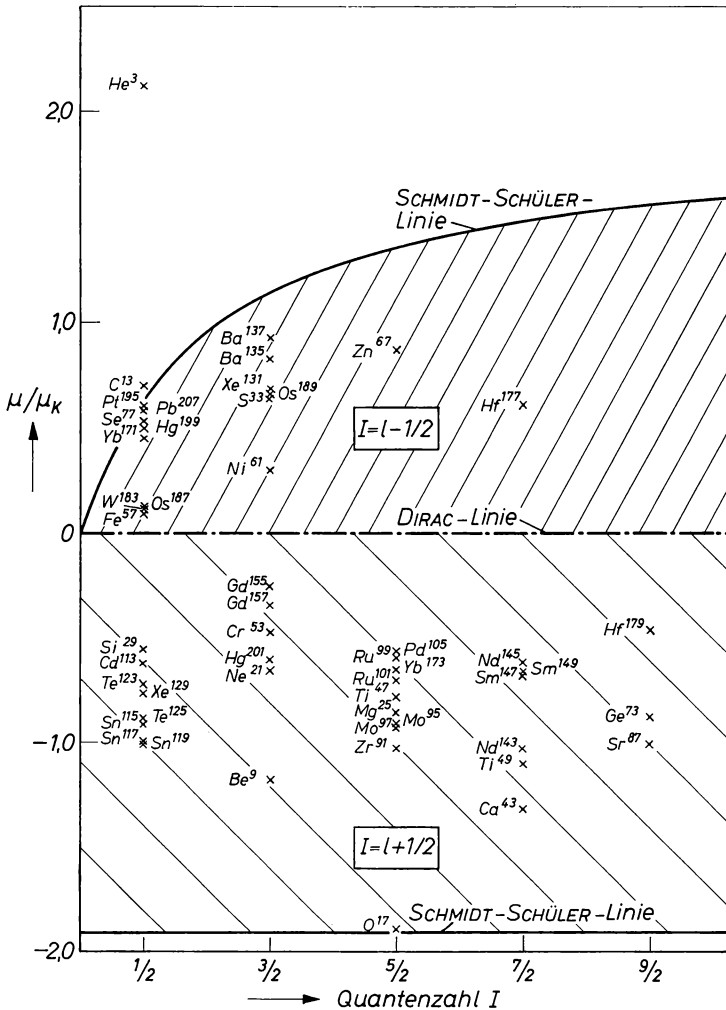 He³
2,0
SCHMIDT-SCHÜLER-
Linie
1,0
Ba¹³⁷
Ba¹³⁵
Zn⁶⁷
Xe¹³¹
Os¹⁸⁹
S³³
C¹³
Pt¹⁹⁵
Pb²⁰⁷
Se⁷⁷
Hg¹⁹⁹
Yb¹⁷¹
Hf¹⁷⁷
μ/μK
I=l−1/2
Ni⁶¹
W¹⁸³
Os¹⁸⁷
Fe⁵⁷
DIRAC-Linie
0
Gd¹⁵⁵
Gd¹⁵⁷
Cr⁵³
Hf¹⁷⁹
Si²⁹
Cd¹¹³
Hg²⁰¹
Ne²¹
Ru⁹⁹
Pd¹⁰⁵
Yb¹⁷³
Nd¹⁴⁵
Sm¹⁴⁷
Sm¹⁴⁹
Te¹²³
Xe¹²⁹
Ru¹⁰¹
Ti⁴⁷
Mg²⁵
Mo⁹⁷
Mo⁹⁵
Sn¹¹⁵
Te¹²⁵
Ge⁷³
Sn¹¹⁷
Sn¹¹⁹
Zr⁹¹
Nd¹⁴³
Sr⁸⁷
−1,0
Ti⁴⁹
Be⁹
Ca⁴³
I=l+1/2
O¹⁷
SCHMIDT-SCHÜLER-Linie
−2,0
1/2
3/2
5/2
7/2
9/2
Quantenzahl I